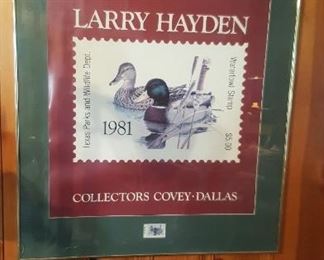 LARRY HAYDEN
Texas Parks and Wildlife Dept.
1981
Waterfowl Stamp
$5.00
COLLECTORS COVEY·DALLAS